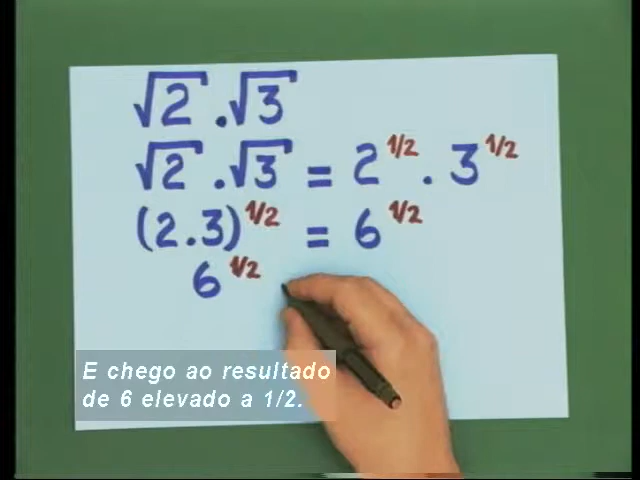 √2 . √3
√2 . √3 = 2^1/2 . 3^1/2
(2.3)^1/2 = 6^1/2
6^1/2
E chego ao resultado
de 6 elevado a 1/2.